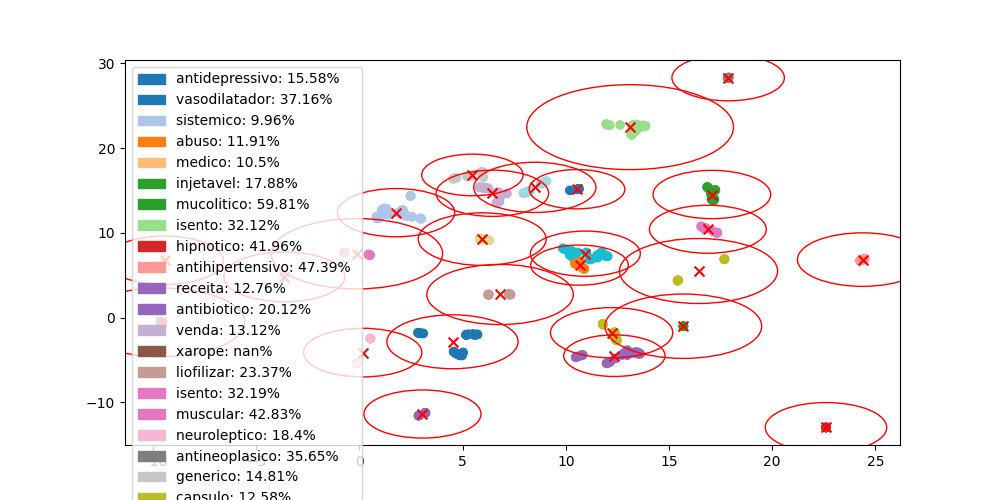 30
20
10
0
−10
antidepressivo: 15.58%
vasodilatador: 37.16%
sistemico: 9.96%
abuso: 11.91%
medico: 10.5%
injetavel: 17.88%
mucolitico: 59.81%
isento: 32.12%
hipnotico: 41.96%
antihipertensivo: 47.39%
receita: 12.76%
antibiotico: 20.12%
venda: 13.12%
xarope: nan%
liofilizar: 23.37%
isento: 32.19%
muscular: 42.83%
neuroleptico: 18.4%
antineoplasico: 35.65%
generico: 14.81%
capsulo: 12.58%
−10 −5 0 5 10 15 20 25